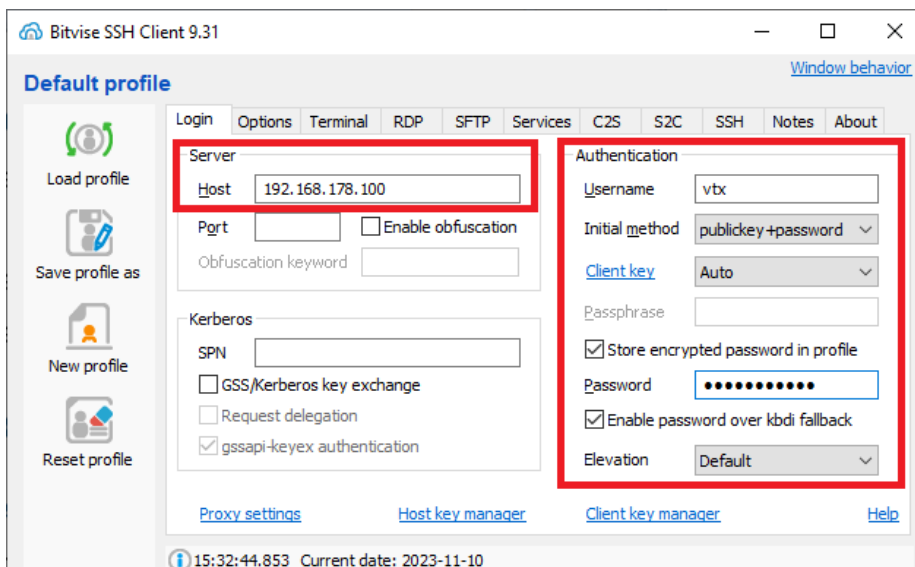 Bitvise SSH Client 9.31
Window behavior
Default profile
Load profile
Save profile as
New profile
Reset profile
Login Options Terminal RDP SFTP Services C2S S2C SSH Notes About
Server
Host 192.168.178.100
Port Enable obfuscation
Obfuscation keyword
Kerberos
SPN
GSS/Kerberos key exchange
Request delegation
gssapi-keyex authentication
Authentication
Username vtx
Initial method publickey+password
Client key Auto
Passphrase
Store encrypted password in profile
Password •••••••••••
Enable password over kbdi fallback
Elevation Default
Proxy settings Host key manager Client key manager Help
15:32:44.853 Current date: 2023-11-10